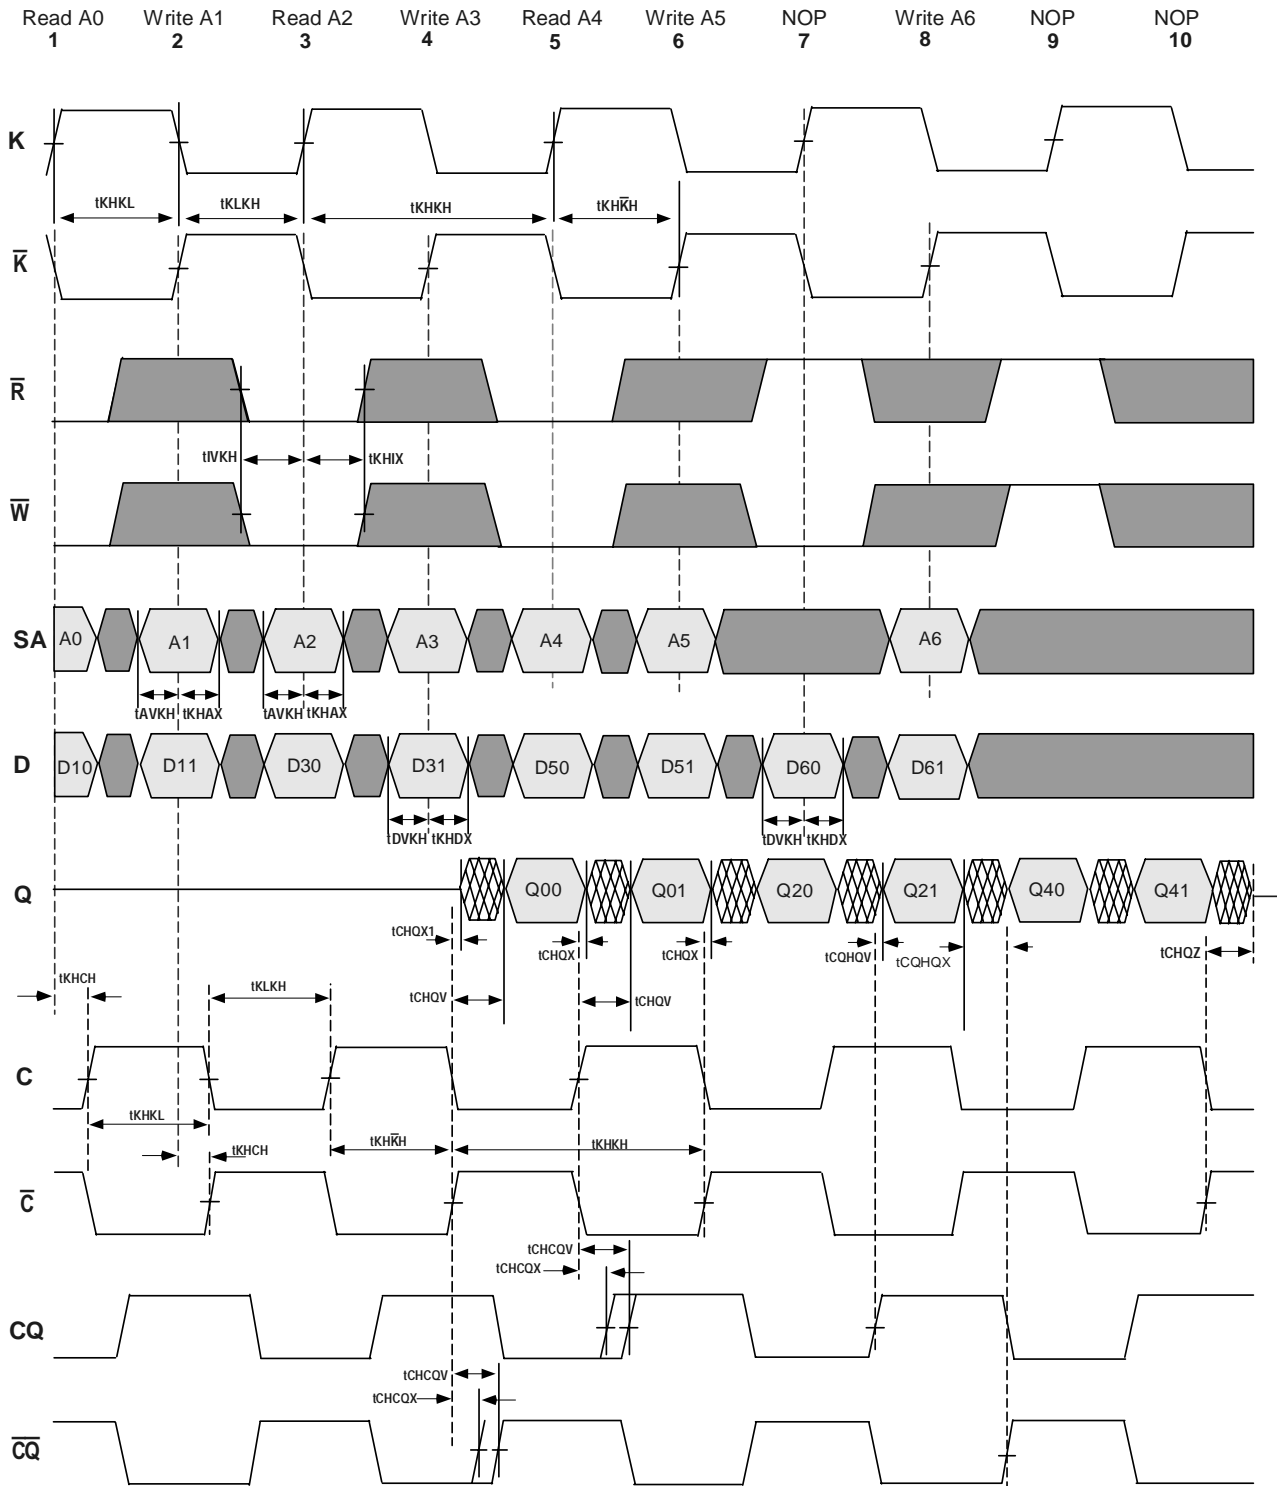 Read A0 Write A1 Read A2 Write A3 Read A4 Write A5 NOP Write A6 NOP NOP
1 2 3 4 5 6 7 8 9 10
K
tKHKL tKLKH tKHKH tKHK̅H
K̅
R̅
tIVKH tKHIX
W̅
SA A0 A1 A2 A3 A4 A5 A6
tAVKH tKHAX tAVKH tKHAX
D D10 D11 D30 D31 D50 D51 D60 D61
tDVKH tKHDX tDVKH tKHDX
Q Q00 Q01 Q20 Q21 Q40 Q41
tCHQX1 tCHQX tCHQX tCQHQV tCQHQX tCHQZ
tKHCH tKLKH tCHQV tCHQV
C
tKHKL tKHCH tKHK̅H tKHKH
C̅
tCHCQV
tCHCQX
CQ
tCHCQV
tCHCQX
C̅Q̅